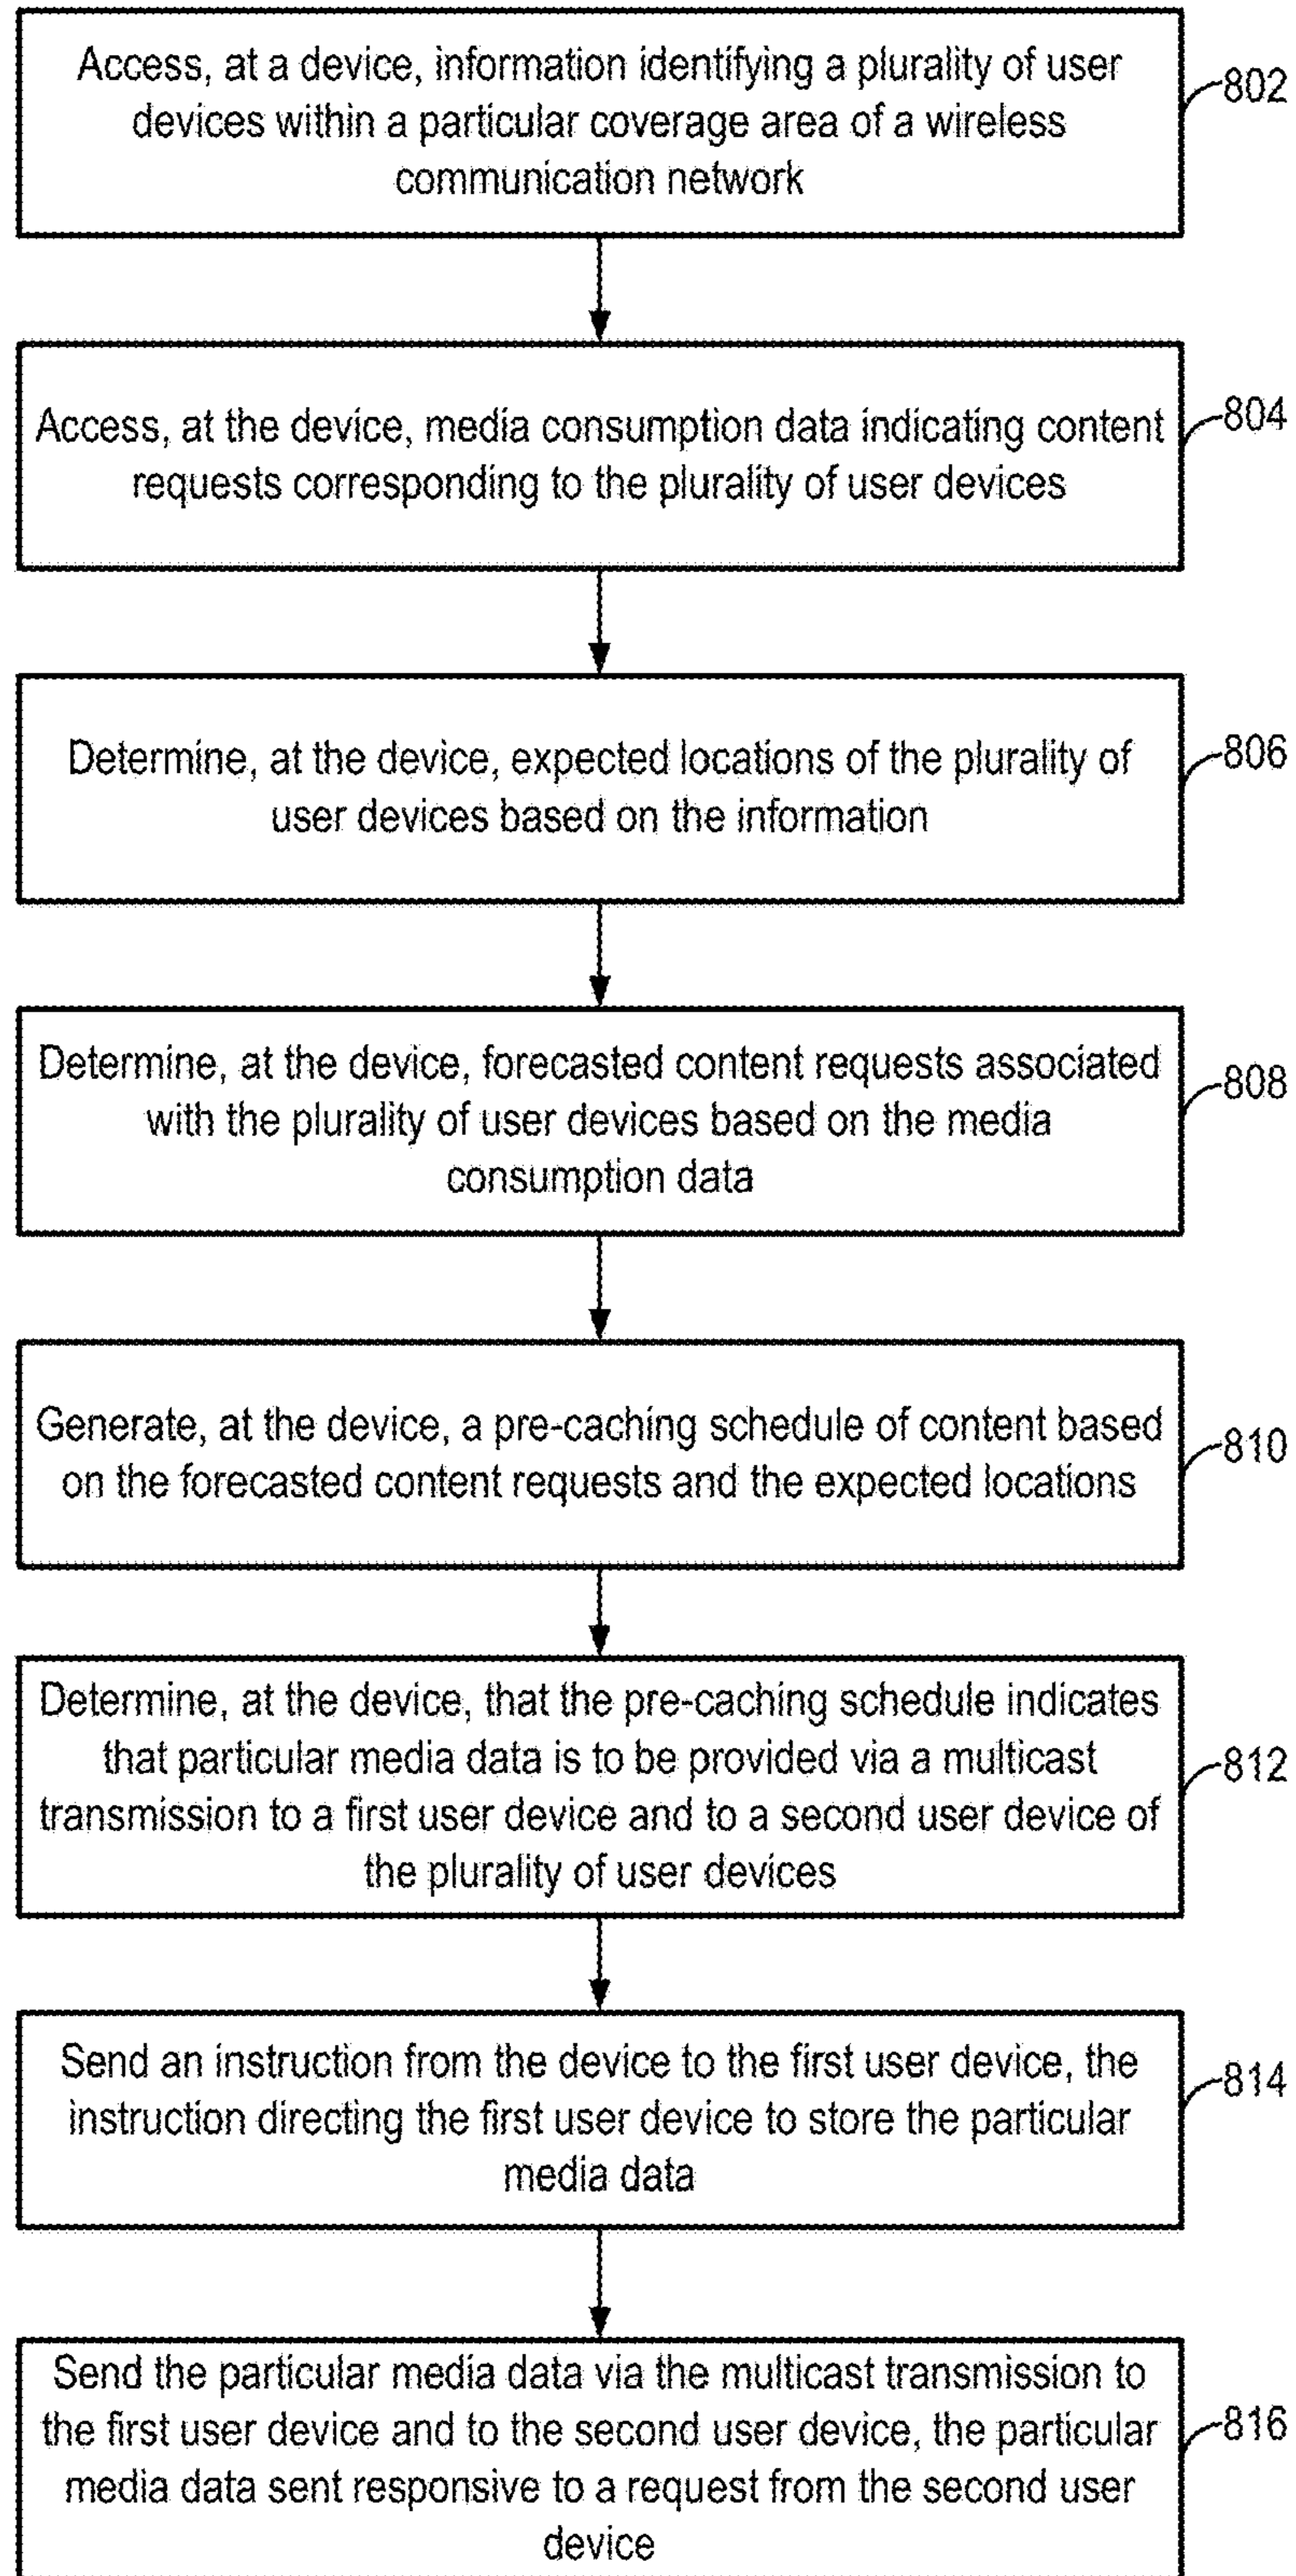 Access, at a device, information identifying a plurality of user
devices within a particular coverage area of a wireless
communication network
802
Access, at the device, media consumption data indicating content
requests corresponding to the plurality of user devices
804
Determine, at the device, expected locations of the plurality of
user devices based on the information
806
Determine, at the device, forecasted content requests associated
with the plurality of user devices based on the media
consumption data
808
Generate, at the device, a pre-caching schedule of content based
on the forecasted content requests and the expected locations
810
Determine, at the device, that the pre-caching schedule indicates
that particular media data is to be provided via a multicast
transmission to a first user device and to a second user device of
the plurality of user devices
812
Send an instruction from the device to the first user device, the
instruction directing the first user device to store the particular
media data
814
Send the particular media data via the multicast transmission to
the first user device and to the second user device, the particular
media data sent responsive to a request from the second user
device
816